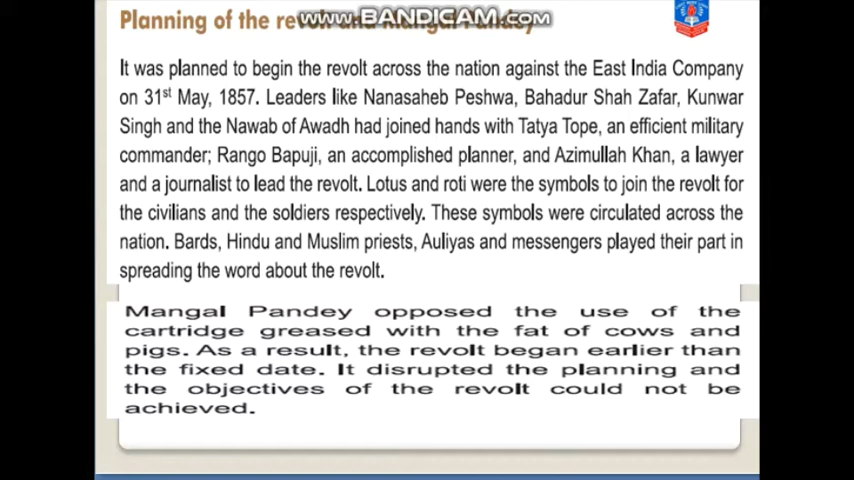 Planning of the revolt and Mangal Pandey
www.BANDICAM.com
It was planned to begin the revolt across the nation against the East India Company
on 31st May, 1857. Leaders like Nanasaheb Peshwa, Bahadur Shah Zafar, Kunwar
Singh and the Nawab of Awadh had joined hands with Tatya Tope, an efficient military
commander; Rango Bapuji, an accomplished planner, and Azimullah Khan, a lawyer
and a journalist to lead the revolt. Lotus and roti were the symbols to join the revolt for
the civilians and the soldiers respectively. These symbols were circulated across the
nation. Bards, Hindu and Muslim priests, Auliyas and messengers played their part in
spreading the word about the revolt.
Mangal Pandey opposed the use of the
cartridge greased with the fat of cows and
pigs. As a result, the revolt began earlier than
the fixed date. It disrupted the planning and
the objectives of the revolt could not be
achieved.